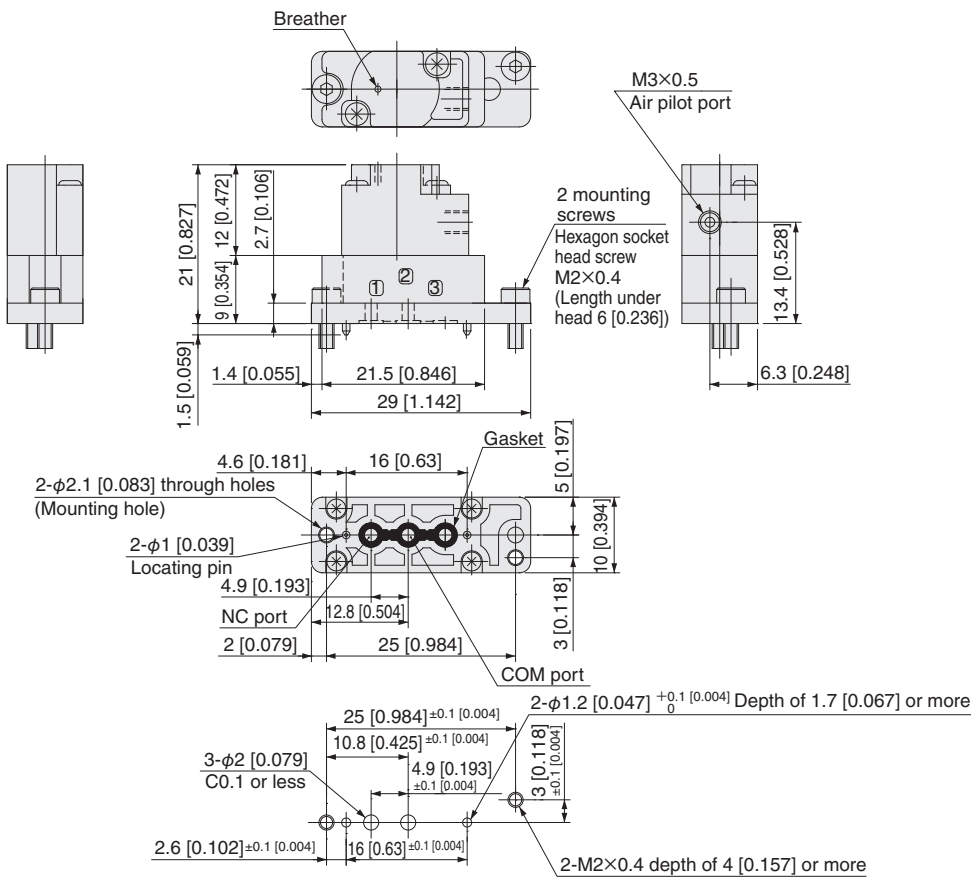 Breather
M3×0.5
Air pilot port
21 [0.827]
12 [0.472]
9 [0.354]
2.7 [0.106]
1.5 [0.059]
1
2
3
2 mounting
screws
Hexagon socket
head screw
M2×0.4
(Length under
head 6 [0.236])
13.4 [0.528]
6.3 [0.248]
1.4 [0.055]
21.5 [0.846]
29 [1.142]
Gasket
4.6 [0.181]
16 [0.63]
5 [0.197]
10 [0.394]
3 [0.118]
2-φ2.1 [0.083] through holes
(Mounting hole)
2-φ1 [0.039]
Locating pin
4.9 [0.193]
NC port
12.8 [0.504]
2 [0.079]
25 [0.984]
COM port
2-φ1.2 [0.047] +0.1 [0.004] 0 Depth of 1.7 [0.067] or more
25 [0.984] ±0.1 [0.004]
10.8 [0.425] ±0.1 [0.004]
3-φ2 [0.079]
C0.1 or less
4.9 [0.193]
±0.1 [0.004]
3 [0.118]
±0.1 [0.004]
2.6 [0.102] ±0.1 [0.004]
16 [0.63] ±0.1 [0.004]
2-M2×0.4 depth of 4 [0.157] or more